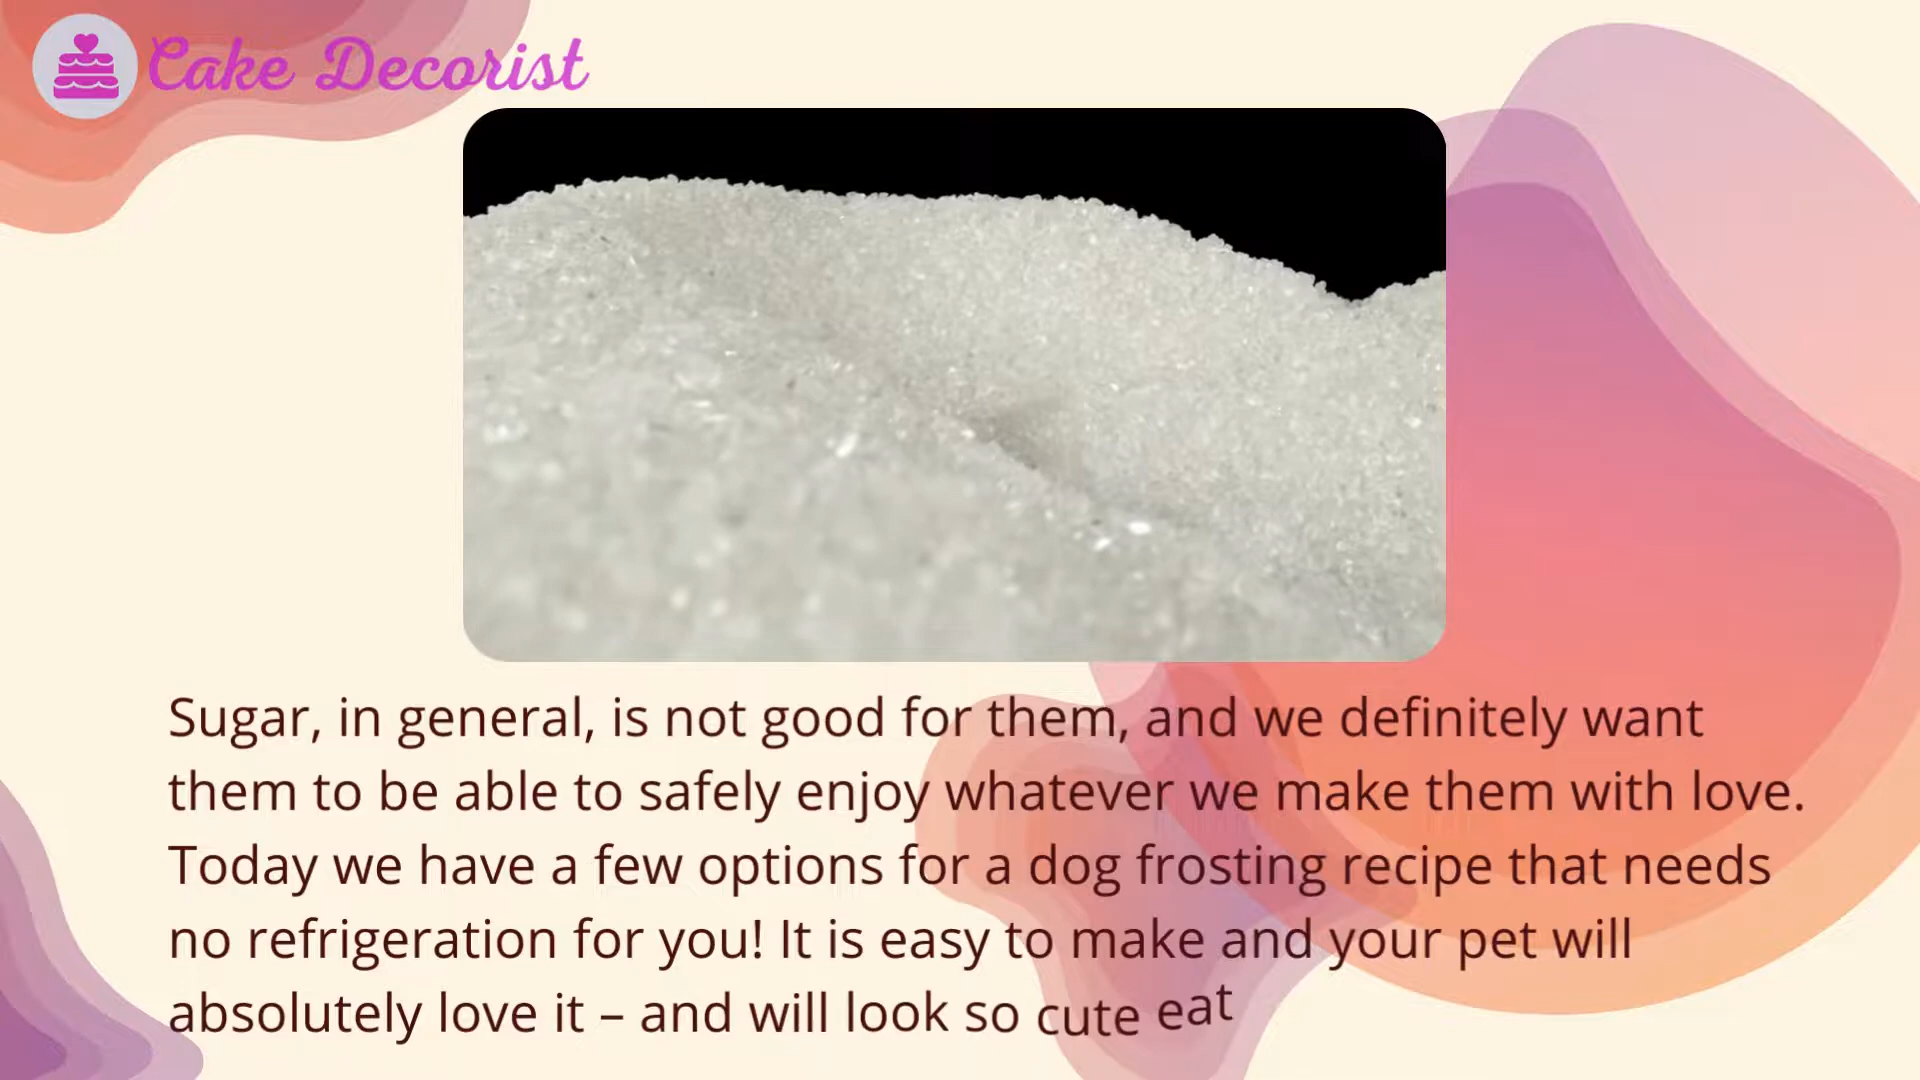 Cake Decorist
Sugar, in general, is not good for them, and we definitely want
them to be able to safely enjoy whatever we make them with love.
Today we have a few options for a dog frosting recipe that needs
no refrigeration for you! It is easy to make and your pet will
absolutely love it – and will look so cute eat